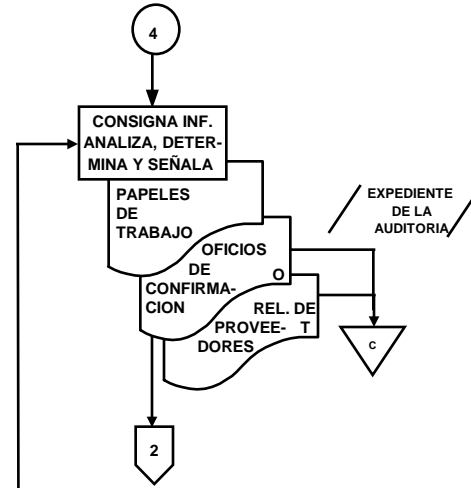 4
CONSIGNA INF.
ANALIZA, DETER-
MINA Y SEÑALA
PAPELES
DE
TRABAJO
EXPEDIENTE
DE LA
AUDITORIA
OFICIOS
DE
CONFIRMA-
CION
O
REL. DE
PROVEE-
DORES
T
C
2